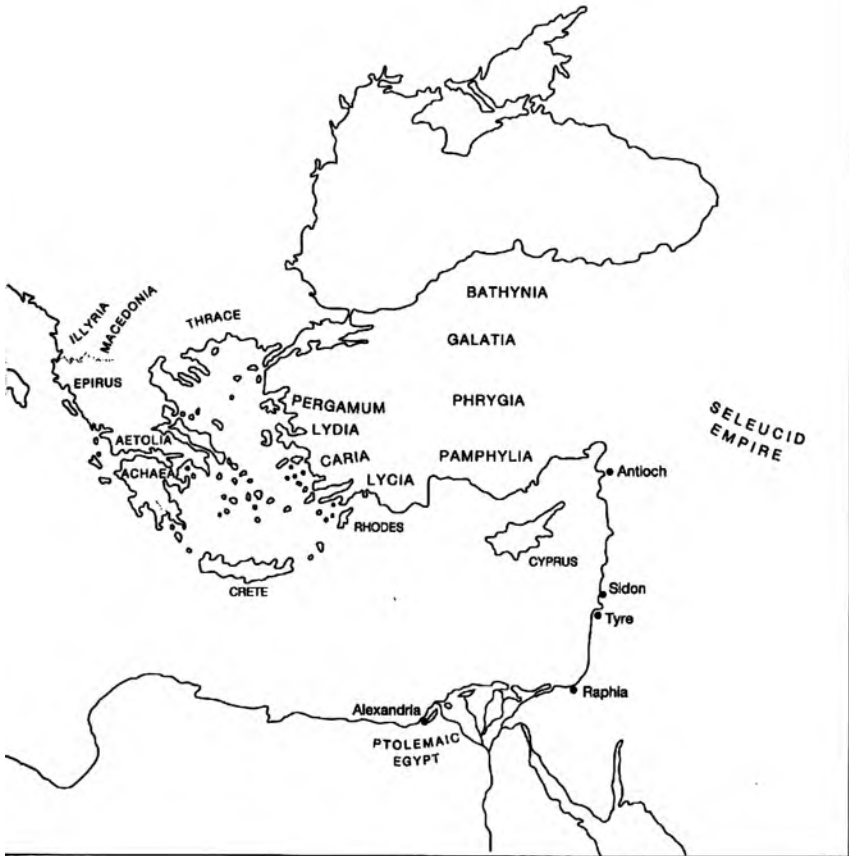 BATHYNIA
ILLYRIA
MACEDONIA
THRACE
GALATIA
EPIRUS
PERGAMUM
PHRYGIA
SELEUCID
EMPIRE
LYDIA
AETOLIA
CARIA
PAMPHYLIA
ACHAEA
LYCIA
Antioch
RHODES
CYPRUS
CRETE
Sidon
Tyre
Raphia
Alexandria
PTOLEMAIC
EGYPT